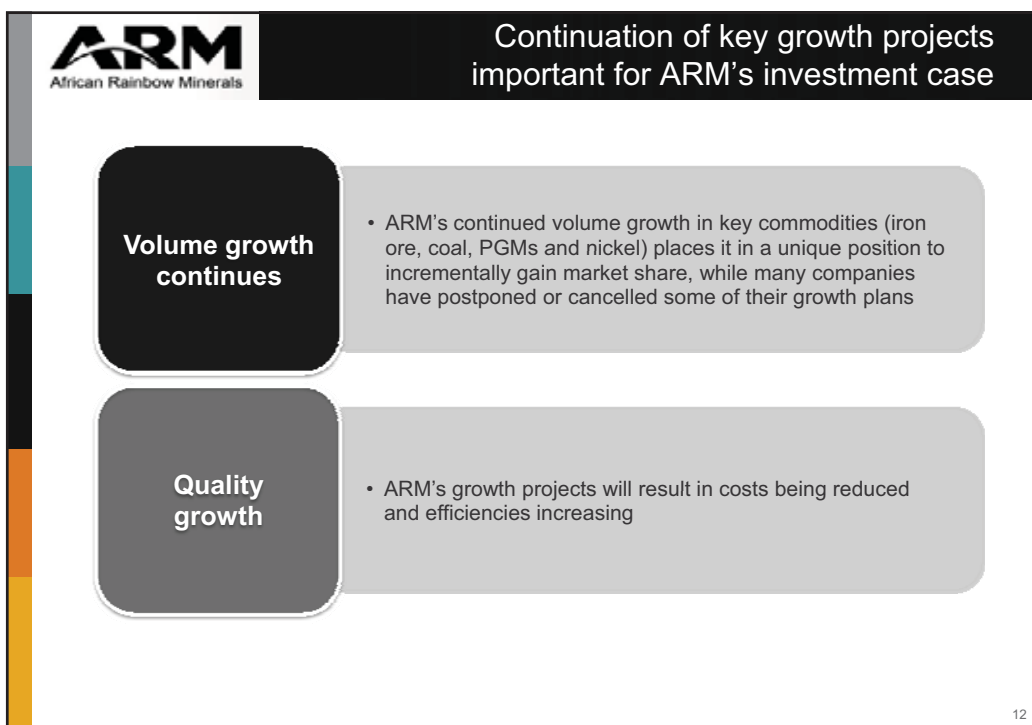 ARM
African Rainbow Minerals
Continuation of key growth projects
important for ARM’s investment case
Volume growth
continues
• ARM’s continued volume growth in key commodities (iron
ore, coal, PGMs and nickel) places it in a unique position to
incrementally gain market share, while many companies
have postponed or cancelled some of their growth plans
Quality
growth
• ARM’s growth projects will result in costs being reduced
and efficiencies increasing
12